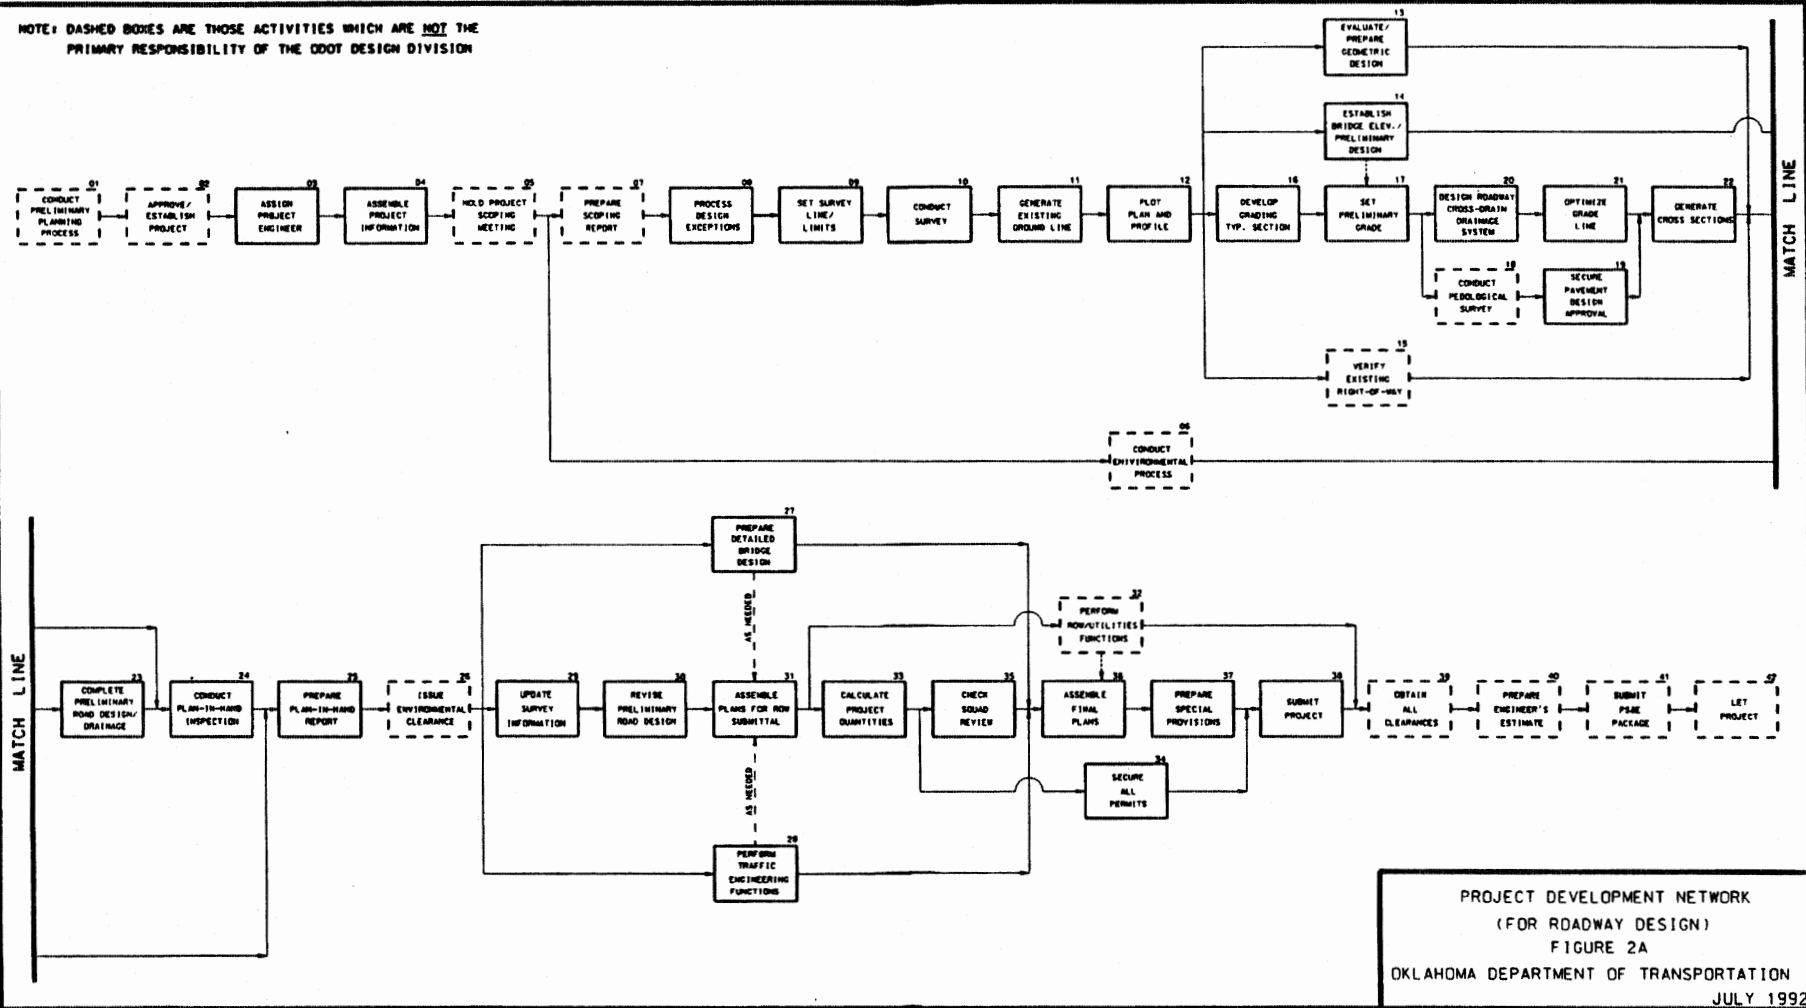 NOTE: DASHED BOXES ARE THOSE ACTIVITIES WHICH ARE NOT THE
PRIMARY RESPONSIBILITY OF THE ODOT DESIGN DIVISION
01
CONDUCT
PRELIMINARY
PLANNING
PROCESS
02
APPROVE/
ESTABLISH
PROJECT
03
ASSIGN
PROJECT
ENGINEER
04
ASSEMBLE
PROJECT
INFORMATION
05
HOLD PROJECT
SCOPING
MEETING
07
PREPARE
SCOPING
REPORT
08
PROCESS
DESIGN
EXCEPTIONS
09
SET SURVEY
LINE/
LIMITS
10
CONDUCT
SURVEY
11
GENERATE
EXISTING
GROUND LINE
12
PLOT
PLAN AND
PROFILE
13
EVALUATE/
PREPARE
GEOMETRIC
DESIGN
14
ESTABLISH
BRIDGE ELEV./
PRELIMINARY
DESIGN
16
DEVELOP
GRADING
TYP. SECTION
17
SET
PRELIMINARY
GRADE
20
DESIGN ROADWAY
CROSS-DRAIN
DRAINAGE
SYSTEM
21
OPTIMIZE
GRADE
LINE
22
GENERATE
CROSS SECTIONS
18
CONDUCT
PEDOLOGICAL
SURVEY
19
SECURE
PAVEMENT
DESIGN
APPROVAL
15
VERIFY
EXISTING
RIGHT-OF-WAY
06
CONDUCT
ENIVIRONMENTAL
PROCESS
MATCH LINE
MATCH LINE
23
COMPLETE
PRELIMINARY
ROAD DESIGN/
DRAINAGE
24
CONDUCT
PLAN-IN-HAND
INSPECTION
25
PREPARE
PLAN-IN-HAND
REPORT
26
ISSUE
ENVIRONMENTAL
CLEARANCE
27
PREPARE
DETAILED
BRIDGE
DESIGN
AS NEEDED
29
UPDATE
SURVEY
INFORMATION
30
REVISE
PRELIMINARY
ROAD DESIGN
31
ASSEMBLE
PLANS FOR ROW
SUBMITTAL
AS NEEDED
28
PERFORM
TRAFFIC
ENGINEERING
FUNCTIONS
33
CALCULATE
PROJECT
QUANTITIES
35
CHECK
SQUAD
REVIEW
32
PERFORM
ROW/UTILITIES
FUNCTIONS
36
ASSEMBLE
FINAL
PLANS
37
PREPARE
SPECIAL
PROVISIONS
34
SECURE
ALL
PERMITS
38
SUBMIT
PROJECT
39
OBTAIN
ALL
CLEARANCES
40
PREPARE
ENGINEER'S
ESTIMATE
41
SUBMIT
PS&E
PACKAGE
42
LET
PROJECT
PROJECT DEVELOPMENT NETWORK
(FOR ROADWAY DESIGN)
FIGURE 2A
OKLAHOMA DEPARTMENT OF TRANSPORTATION
JULY 1992